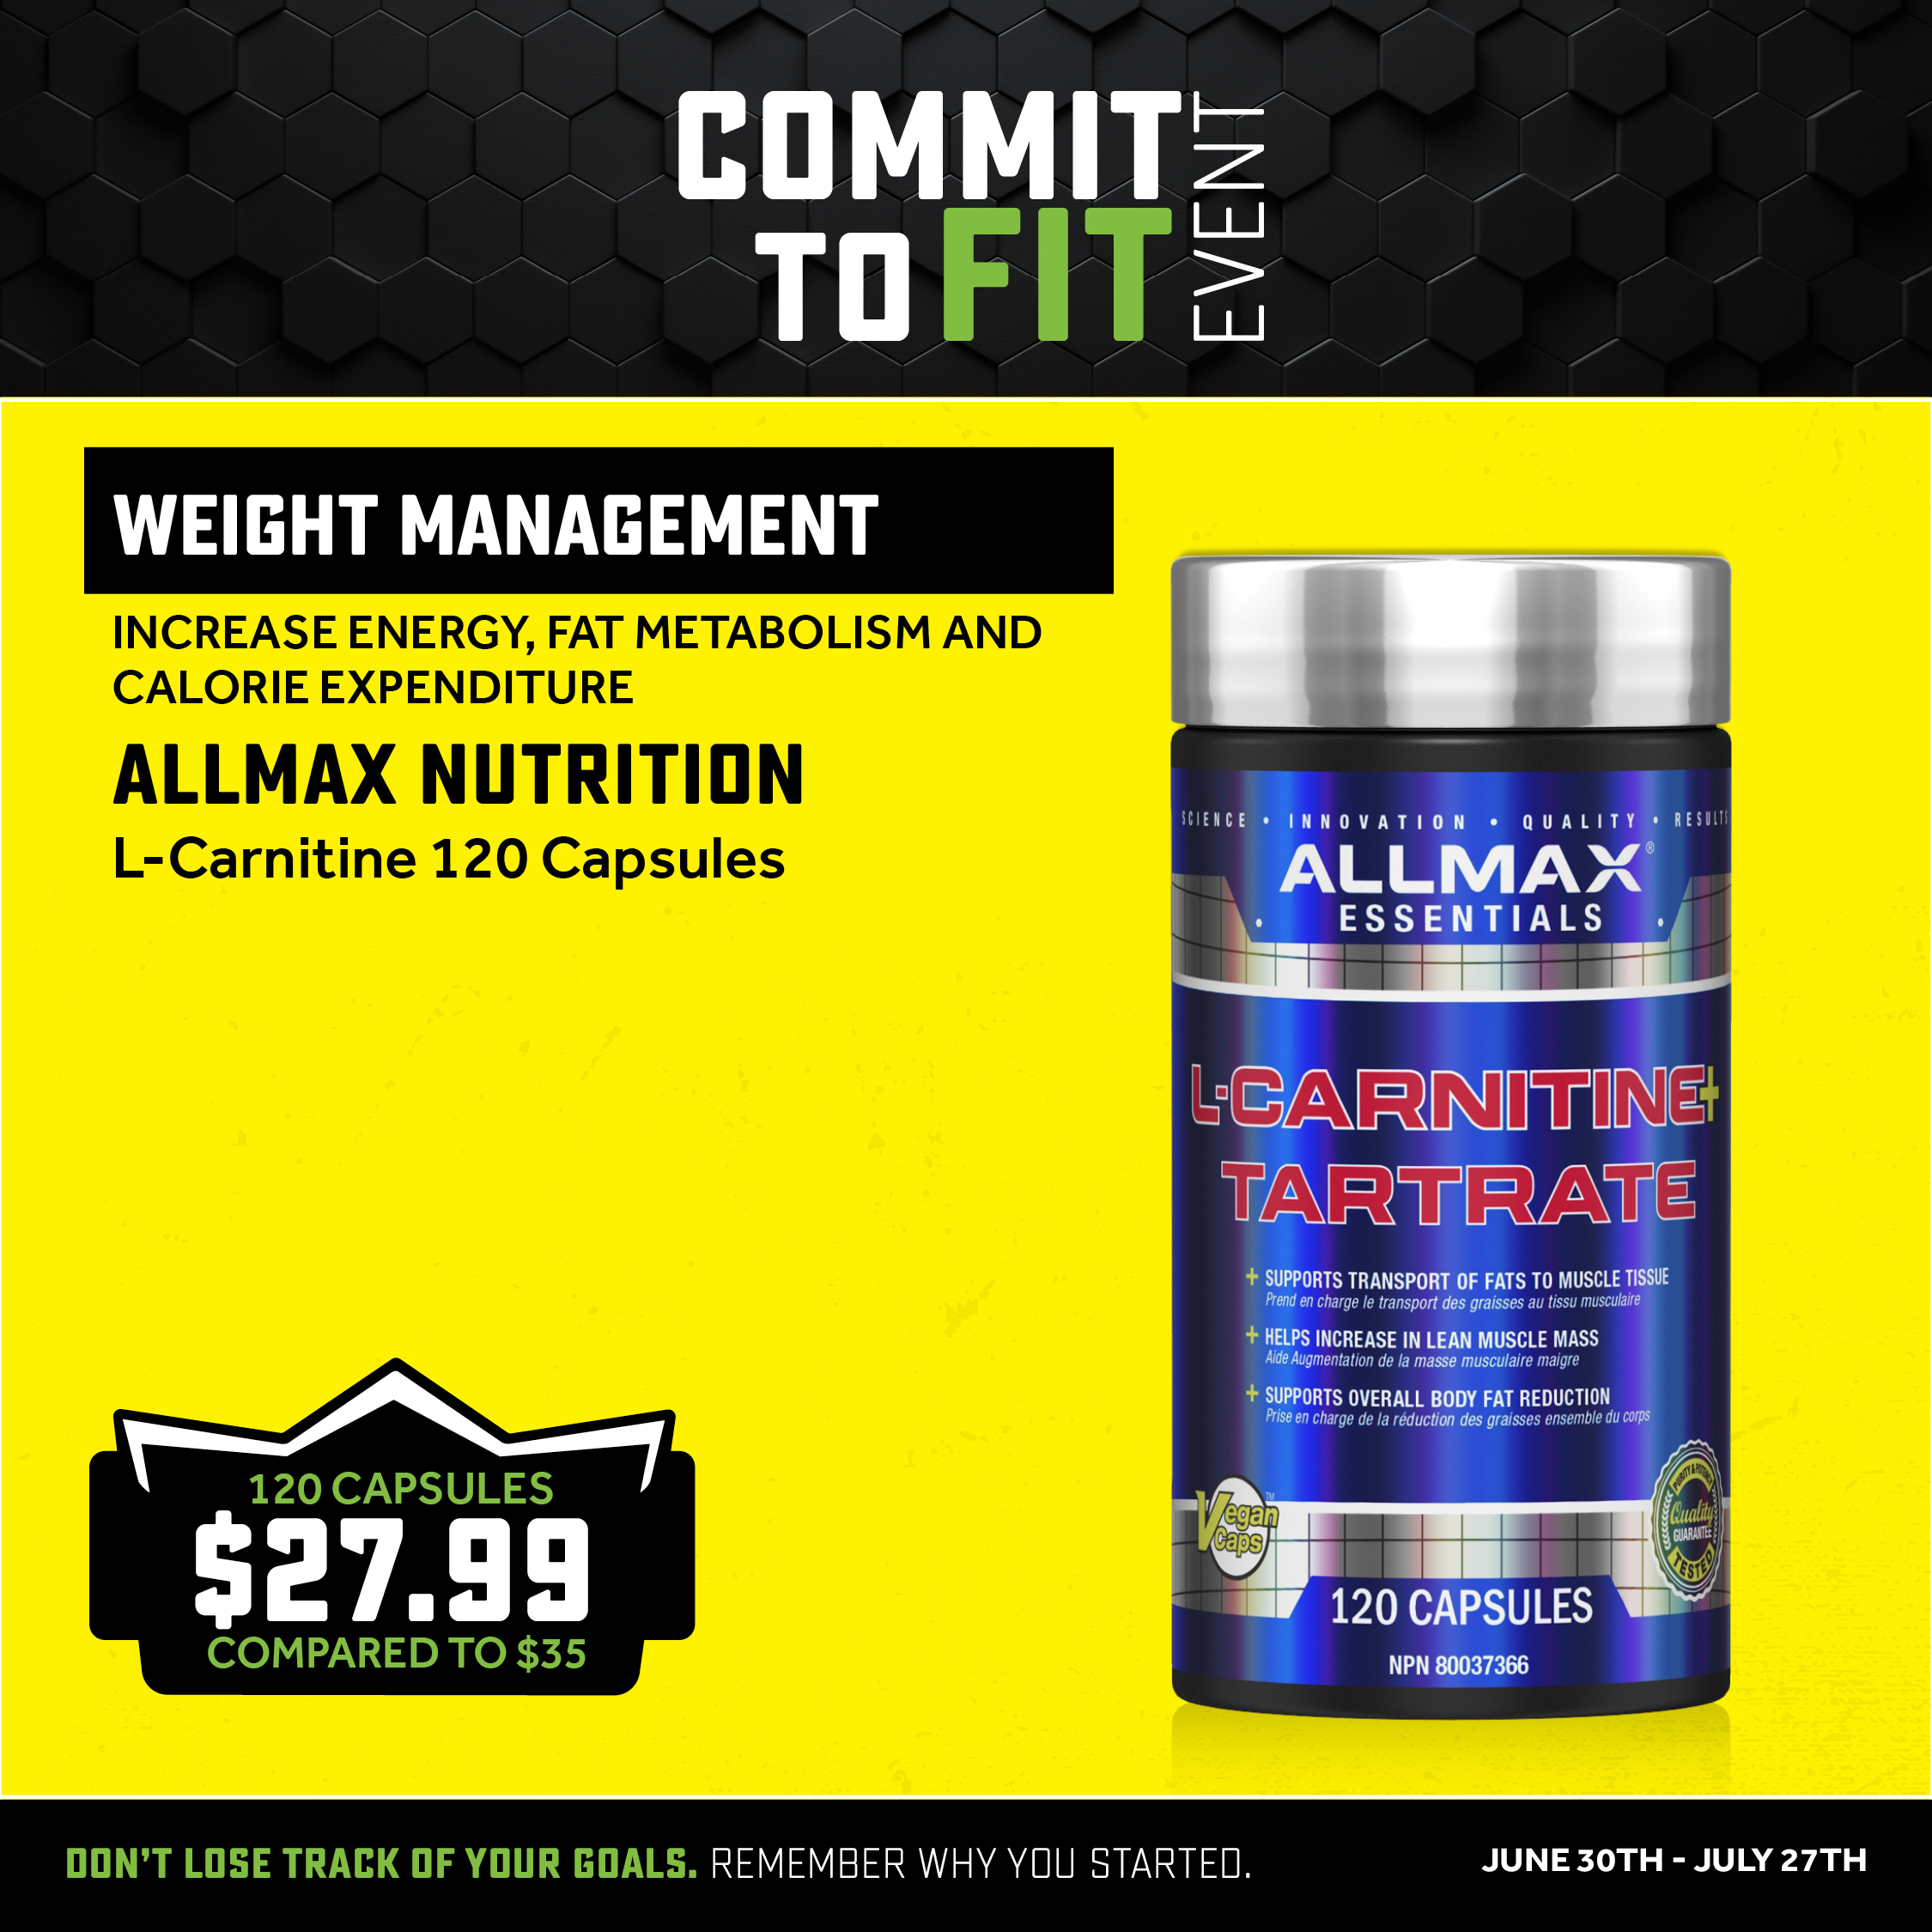 COMMIT
TO FIT
EVENT
WEIGHT MANAGEMENT
INCREASE ENERGY, FAT METABOLISM AND
CALORIE EXPENDITURE
ALLMAX NUTRITION
L-Carnitine 120 Capsules
SCIENCE • INNOVATION • QUALITY • RESULTS
ALLMAX®
ESSENTIALS
L-CARNITINE+
TARTRATE
+ SUPPORTS TRANSPORT OF FATS TO MUSCLE TISSUE
Prend en charge le transport des graisses au tissu musculaire
+ HELPS INCREASE IN LEAN MUSCLE MASS
Aide Augmentation de la masse musculaire maigre
+ SUPPORTS OVERALL BODY FAT REDUCTION
Prise en charge de la réduction des graisses ensemble du corps
Vegan™
Caps
PURITY & POTENCY
Quality
GUARANTEE
TESTED
120 CAPSULES
NPN 80037366
120 CAPSULES
$27.99
COMPARED TO $35
DON'T LOSE TRACK OF YOUR GOALS. REMEMBER WHY YOU STARTED.
JUNE 30TH - JULY 27TH